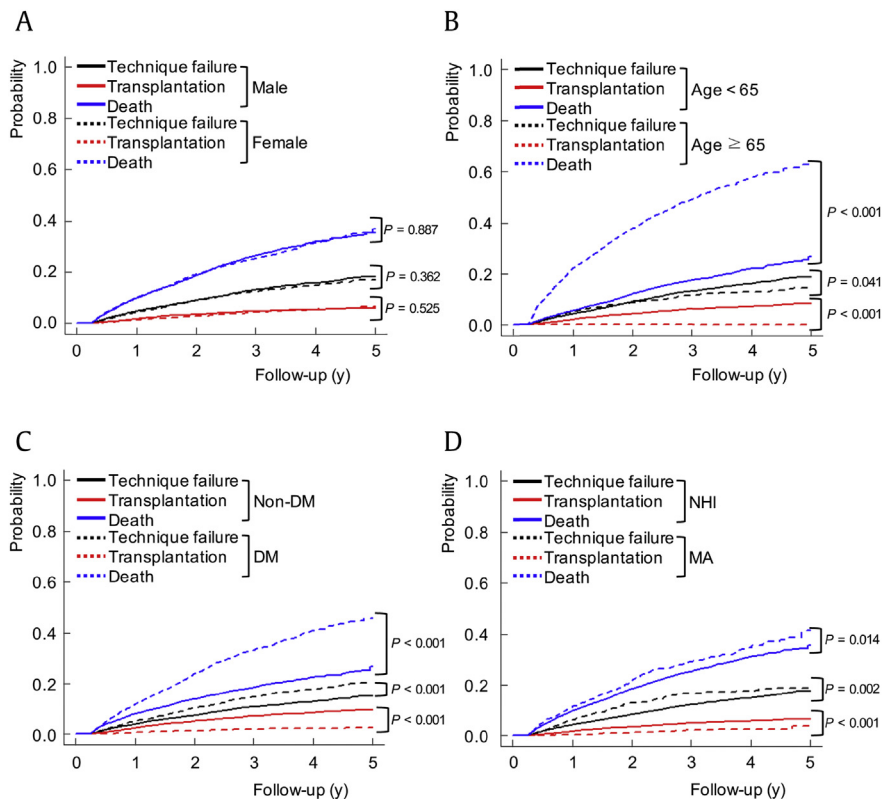 A
Probability
1.0
0.8
0.6
0.4
0.2
0.0
Technique failure
Transplantation
Death
Male
Technique failure
Transplantation
Death
Female
P = 0.887
P = 0.362
P = 0.525
0 1 2 3 4 5
Follow-up (y)
B
Probability
1.0
0.8
0.6
0.4
0.2
0.0
Technique failure
Transplantation
Death
Age < 65
Technique failure
Transplantation
Death
Age ≥ 65
P < 0.001
P = 0.041
P < 0.001
0 1 2 3 4 5
Follow-up (y)
C
Probability
1.0
0.8
0.6
0.4
0.2
0.0
Technique failure
Transplantation
Death
Non-DM
Technique failure
Transplantation
Death
DM
P < 0.001
P < 0.001
P < 0.001
0 1 2 3 4 5
Follow-up (y)
D
Probability
1.0
0.8
0.6
0.4
0.2
0.0
Technique failure
Transplantation
Death
NHI
Technique failure
Transplantation
Death
MA
P = 0.014
P = 0.002
P < 0.001
0 1 2 3 4 5
Follow-up (y)